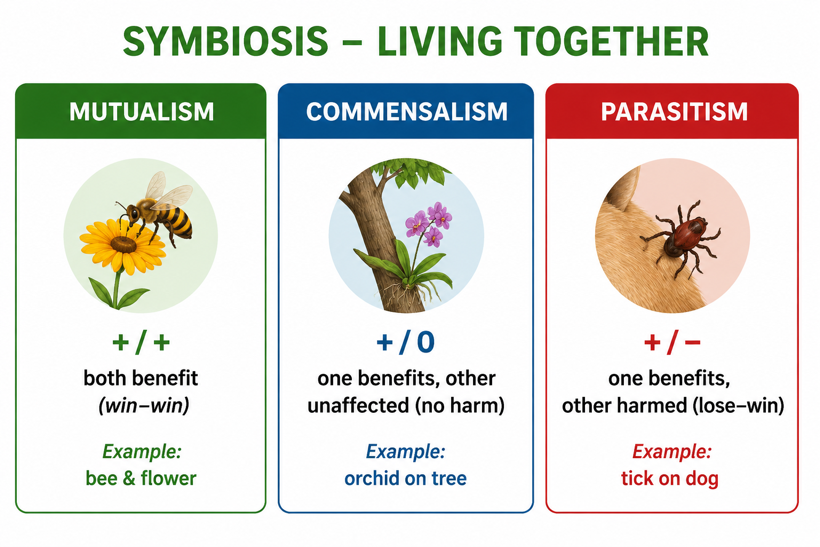 SYMBIOSIS – LIVING TOGETHER
MUTUALISM
+ / +
both benefit
(win–win)
Example:
bee & flower
COMMENSALISM
+ / 0
one benefits, other
unaffected (no harm)
Example:
orchid on tree
PARASITISM
+ / –
one benefits,
other harmed (lose–win)
Example:
tick on dog